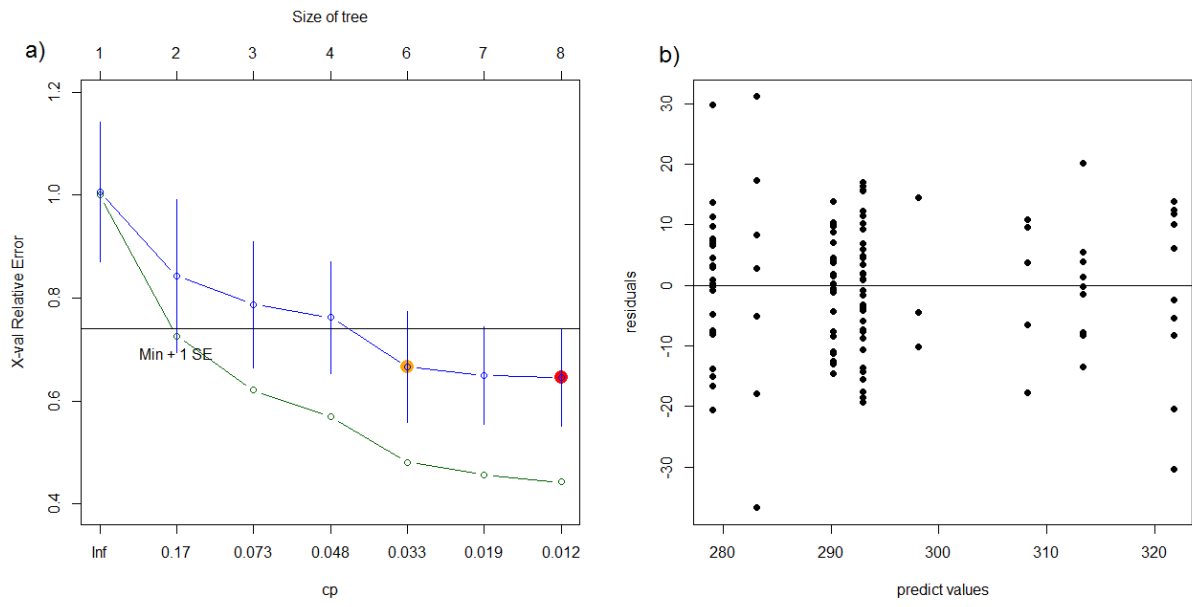 Size of tree
a)
1 2 3 4 6 7 8
1.2
1.0
0.8
0.6
0.4
X-val Relative Error
Min + 1 SE
Inf 0.17 0.073 0.048 0.033 0.019 0.012
cp
b)
30
20
10
0
-10
-20
-30
residuals
280 290 300 310 320
predict values